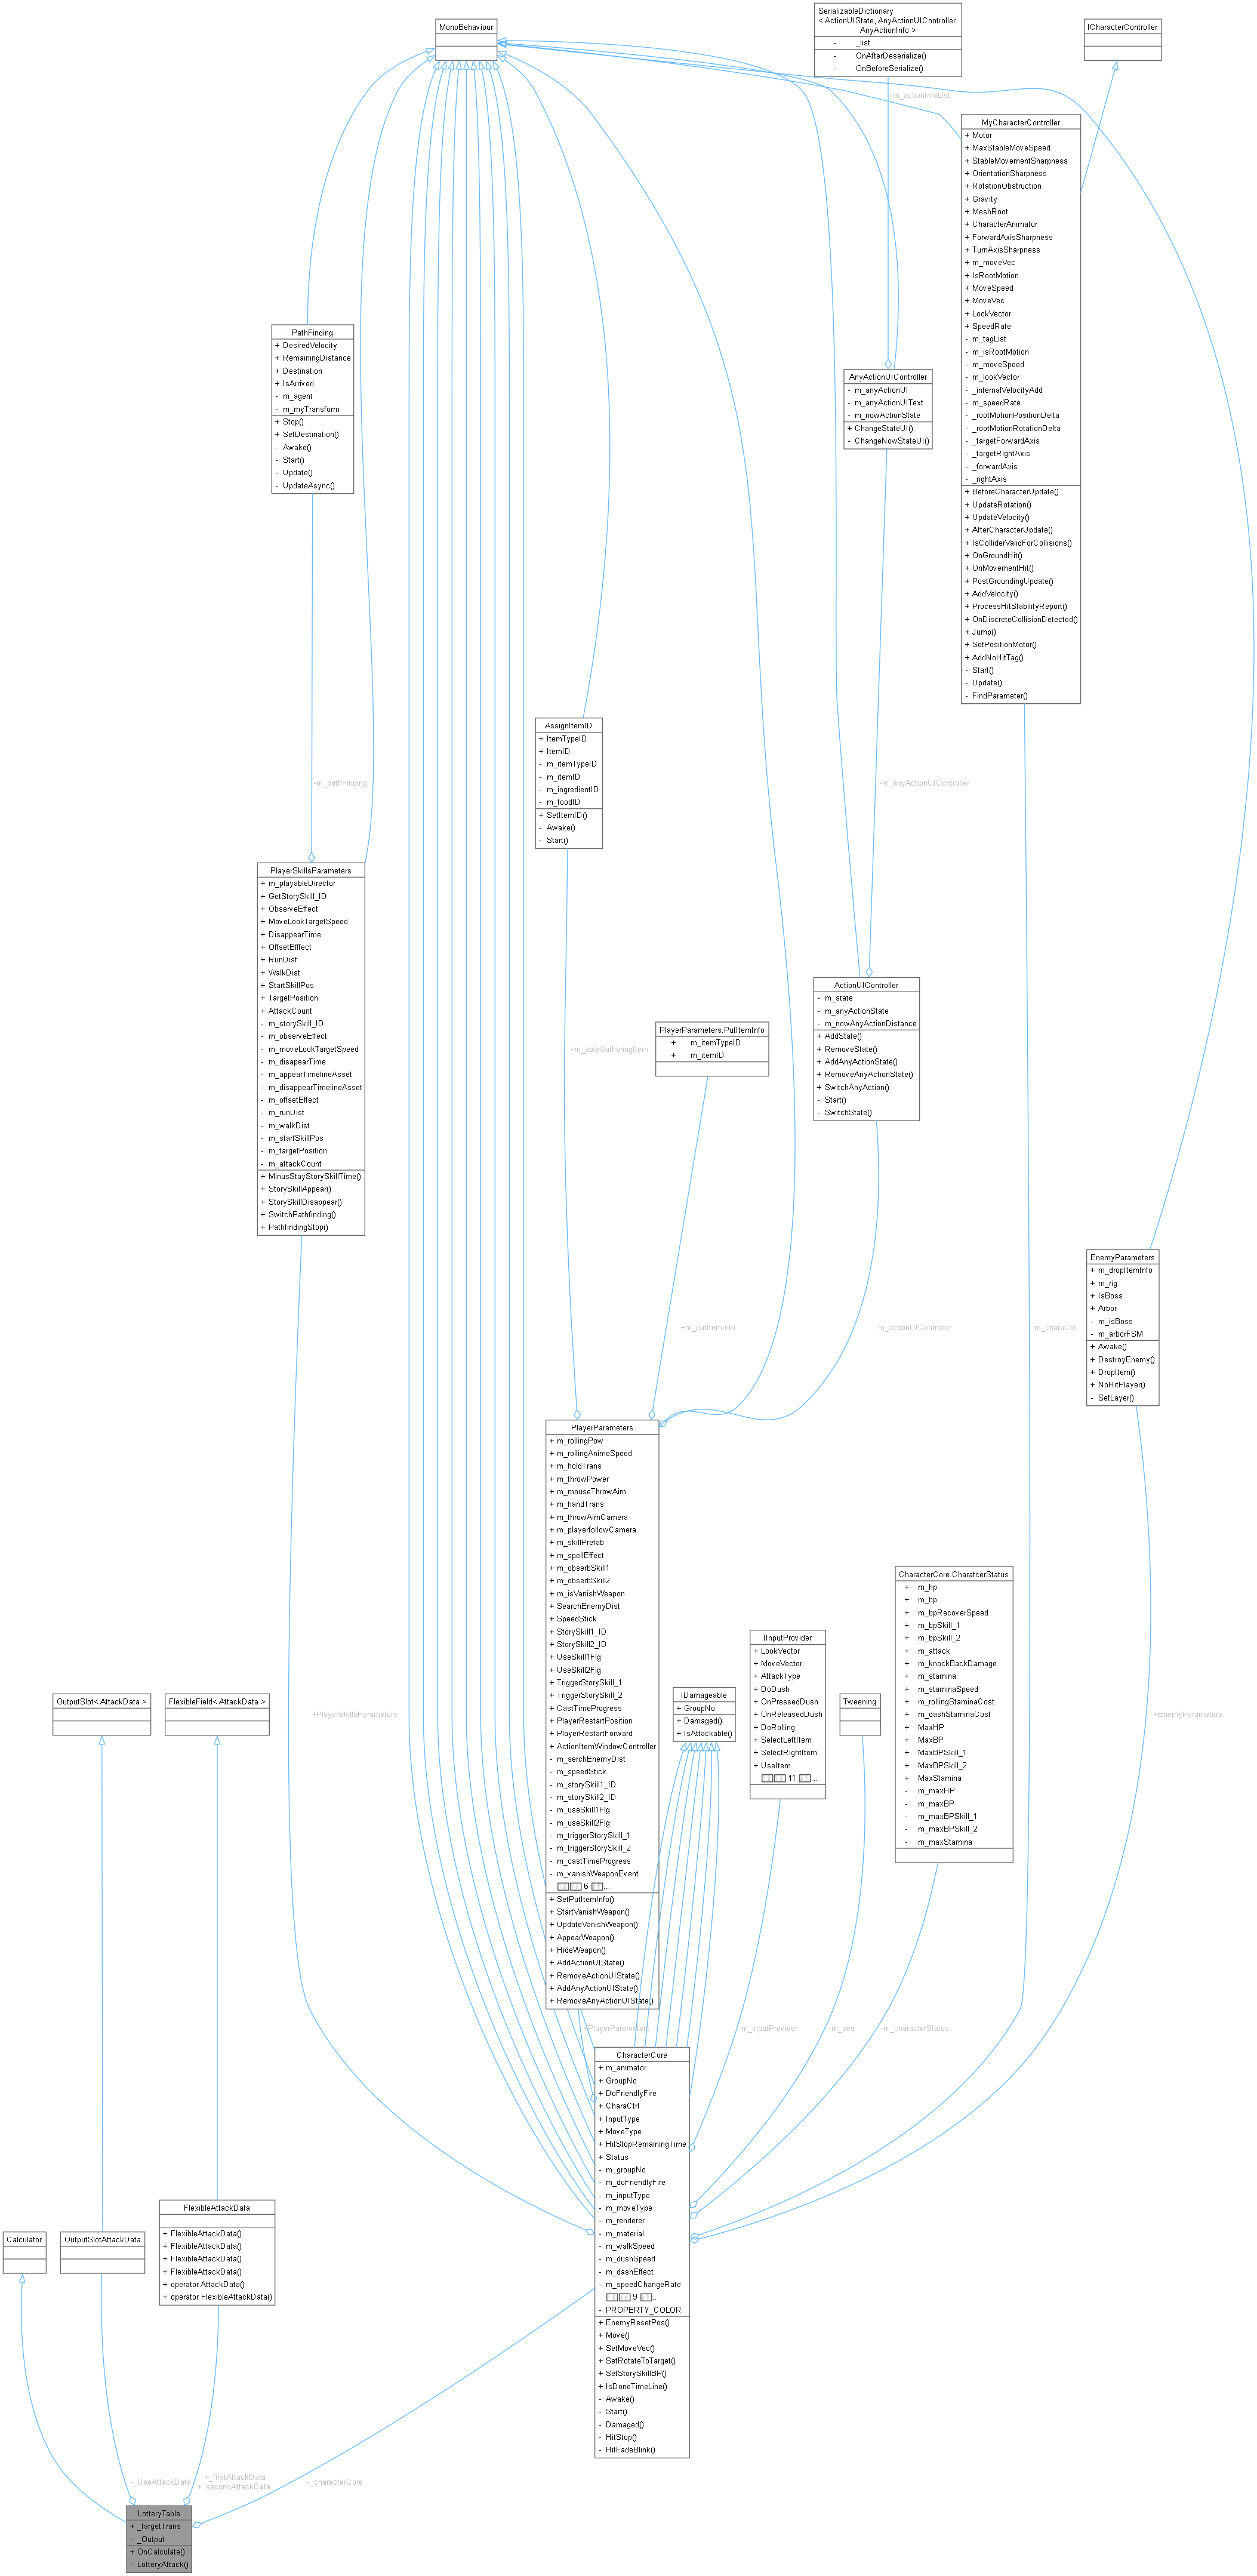 MonoBehaviour
SerializableDictionary
< ActionUIState, AnyActionUIController.
AnyActionInfo >
- _list
- OnAfterDeserialize()
- OnBeforeSerialize()
ICharacterController
-m_actionInfoList
MyCharacterController
+ Motor
+ MaxStableMoveSpeed
+ StableMovementSharpness
+ OrientationSharpness
+ RotationObstruction
+ Gravity
+ MeshRoot
+ CharacterAnimator
+ ForwardAxisSharpness
+ TurnAxisSharpness
+ m_moveVec
+ IsRootMotion
+ MoveSpeed
+ MoveVec
+ LookVector
+ SpeedRate
- m_tagList
- m_isRootMotion
- m_moveSpeed
- m_lookVector
- _internalVelocityAdd
- m_speedRate
- _rootMotionPositionDelta
- _rootMotionRotationDelta
- _targetForwardAxis
- _targetRightAxis
- _forwardAxis
- _rightAxis
+ BeforeCharacterUpdate()
+ UpdateRotation()
+ UpdateVelocity()
+ AfterCharacterUpdate()
+ IsColliderValidForCollisions()
+ OnGroundHit()
+ OnMovementHit()
+ PostGroundingUpdate()
+ AddVelocity()
+ ProcessHitStabilityReport()
+ OnDiscreteCollisionDetected()
+ Jump()
+ SetPositionMotor()
+ AddNoHitTag()
- Start()
- Update()
- FindParameter()
PathFinding
+ DesiredVelocity
+ RemainingDistance
+ Destination
+ IsArrived
- m_agent
- m_myTransform
+ Stop()
+ SetDestination()
- Awake()
- Start()
- Update()
- UpdateAsync()
AnyActionUIController
- m_anyActionUI
- m_anyActionUIText
- m_nowActionState
+ ChangeStateUI()
- ChangeNowStateUI()
AssignItemID
+ ItemTypeID
+ ItemID
- m_itemTypeID
- m_itemID
- m_ingredientID
- m_foodID
+ SetItemID()
- Awake()
- Start()
-m_pathFinding
-m_anyActionUIController
PlayerSkillsParameters
+ m_playableDirector
+ GetStorySkill_ID
+ ObserveEffect
+ MoveLookTargetSpeed
+ DisappearTime
+ OffsetEfffect
+ RunDist
+ WalkDist
+ StartSkillPos
+ TargetPosition
+ AttackCount
- m_storySkill_ID
- m_observeEffect
- m_moveLookTargetSpeed
- m_disapearTime
- m_appearTimelineAsset
- m_disappearTimelineAsset
- m_offsetEffect
- m_runDist
- m_walkDist
- m_startSkillPos
- m_targetPosition
- m_attackCount
+ MinusStayStorySkillTime()
+ StorySkillAppear()
+ StorySkillDisappear()
+ SwitchPathfinding()
+ PathfindingStop()
ActionUIController
- m_state
- m_anyActionState
- m_nowAnyActionDistance
+ AddState()
+ RemoveState()
+ AddAnyActionState()
+ RemoveAnyActionState()
+ SwitchAnyAction()
- Start()
- SwitchState()
PlayerParameters.PutItemInfo
+ m_itemTypeID
+ m_itemID
+m_ableGatheringItem
EnemyParameters
+ m_dropItemInfo
+ m_rig
+ IsBoss
+ Arbor
- m_isBoss
- m_arborFSM
+ Awake()
+ DestroyEnemy()
+ DropItem()
+ NoHitPlayer()
- SetLayer()
+m_putItemInfo
-m_actionUIController
-m_charaCtrl
PlayerParameters
+ m_rollingPow
+ m_rollingAnimeSpeed
+ m_holdTrans
+ m_throwPower
+ m_mouseThrowAim
+ m_handTrans
+ m_throwAimCamera
+ m_playerfollowCamera
+ m_skillPrefab
+ m_spellEffect
+ m_obserbSkill1
+ m_obserbSkill2
+ m_isVanishWeapon
+ SearchEnemyDist
+ SpeedStick
+ StorySkill1_ID
+ StorySkill2_ID
+ UseSkill1Flg
+ UseSkill2Flg
+ TriggerStorySkill_1
+ TriggerStorySkill_2
+ CastTimeProgress
+ PlayerRestartPosition
+ PlayerRestartForward
+ ActionItemWindowController
- m_serchEnemyDist
- m_speedStick
- m_storySkill1_ID
- m_storySkill2_ID
- m_useSkill1Flg
- m_useSkill2Flg
- m_triggerStorySkill_1
- m_triggerStorySkill_2
- m_castTimeProgress
- m_vanishWeaponEvent
6 ...
+ SetPutItemInfo()
+ StartVanishWeapon()
+ UpdateVanishWeapon()
+ AppearWeapon()
+ HideWeapon()
+ AddActionUIState()
+ RemoveActionUIState()
+ AddAnyActionUIState()
+ RemoveAnyActionUIState()
CharacterCore.CharatcerStatus
+ m_hp
+ m_bp
+ m_bpRecoverSpeed
+ m_bpSkill_1
+ m_bpSkill_2
+ m_attack
+ m_knockBackDamage
+ m_stamina
+ m_staminaSpeed
+ m_rollingStaminaCost
+ m_dashStaminaCost
+ MaxHP
+ MaxBP
+ MaxBPSkill_1
+ MaxBPSkill_2
+ MaxStamina
- m_maxHP
- m_maxBP
- m_maxBPSkill_1
- m_maxBPSkill_2
- m_maxStamina
IInputProvider
+ LookVector
+ MoveVector
+ AttackType
+ DoDush
+ OnPressedDush
+ OnReleasedDush
+ DoRolling
+ SelectLeftItem
+ SelectRightItem
+ UseItem
11 ...
IDamageable
+ GroupNo
+ Damaged()
+ IsAttackable()
Tweening
OutputSlot< AttackData >
FlexibleField< AttackData >
+PlayerSkillsParameters
+EnemyParameters
+PlayerParameters
-m_inputProvider
-m_seq
-m_characterStatus
CharacterCore
+ m_animator
+ GroupNo
+ DoFriendlyFire
+ CharaCtrl
+ InputType
+ MoveType
+ HitStopRemainingTime
+ Status
- m_groupNo
- m_doFriendlyFire
- m_inputType
- m_moveType
- m_renderer
- m_material
- m_walkSpeed
- m_dushSpeed
- m_dashEffect
- m_speedChangeRate
9 ...
- PROPERTY_COLOR
+ EnemyResetPos()
+ Move()
+ SetMoveVec()
+ SetRotateToTarget()
+ SetStorySkillBP()
+ IsDoneTimeLine()
- Awake()
- Start()
- Damaged()
- HitStop()
- HitFadeBlink()
FlexibleAttackData
+ FlexibleAttackData()
+ FlexibleAttackData()
+ FlexibleAttackData()
+ FlexibleAttackData()
+ operator AttackData()
+ operator FlexibleAttackData()
Calculator
OutputSlotAttackData
-_UseAttackData
+_firstAttackData
+_secondAttackData
-_characterCore
LotteryTable
+ _targetTrans
- _Output
+ OnCalculate()
- LotteryAttack()